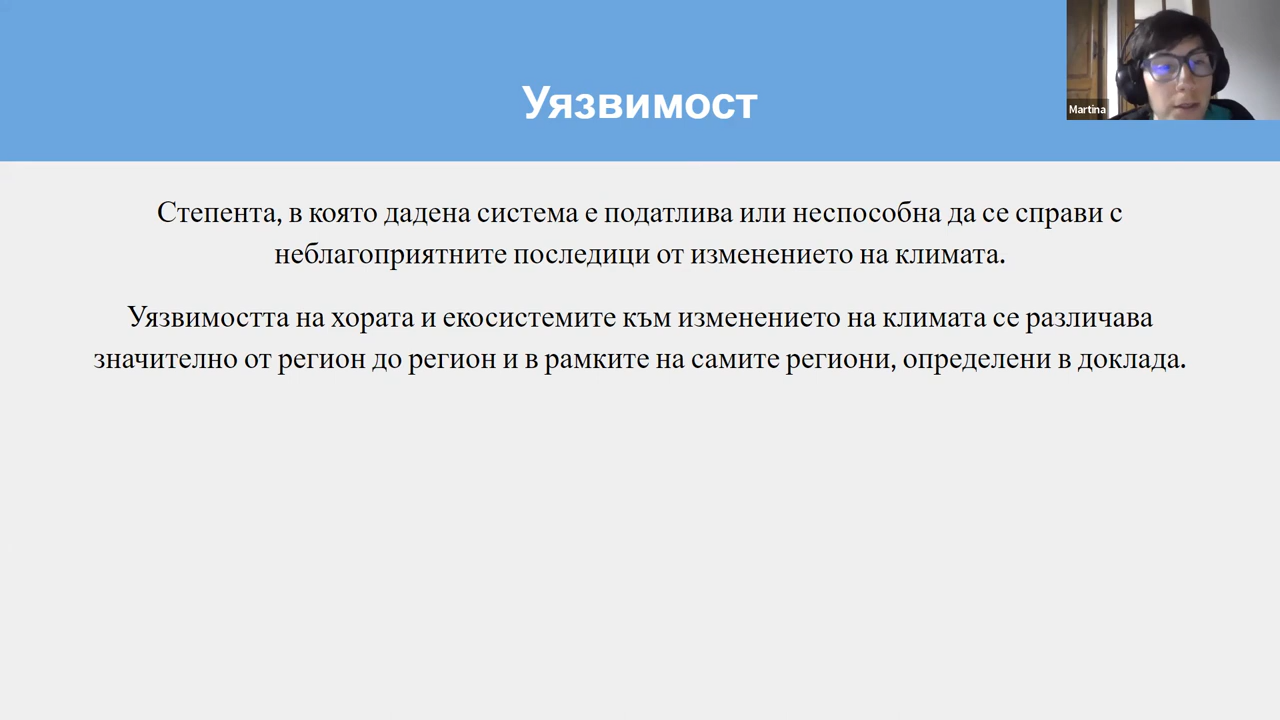 Уязвимост
Martina
Степента, в която дадена система е податлива или неспособна да се справи с
неблагоприятните последици от изменението на климата.
Уязвимостта на хората и екосистемите към изменението на климата се различава
значително от регион до регион и в рамките на самите региони, определени в доклада.